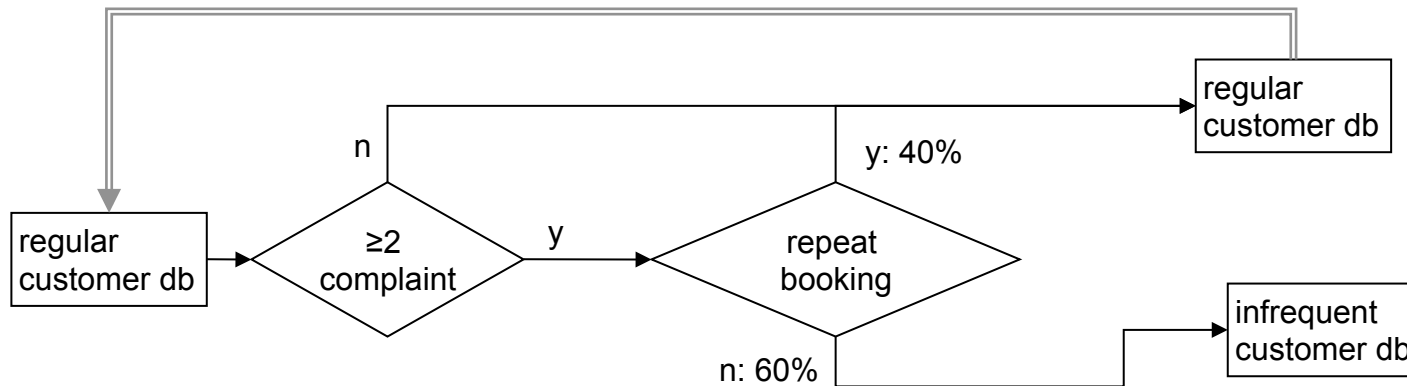 regular
customer db
n
y: 40%
regular
customer db
≥2
complaint
y
repeat
booking
infrequent
customer db
n: 60%